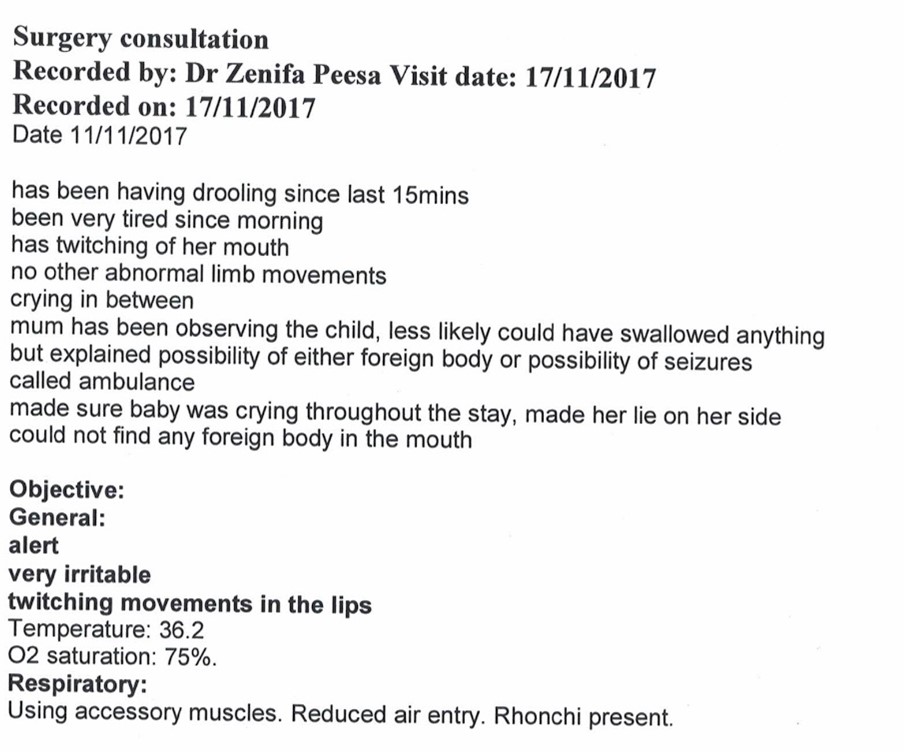 Surgery consultation
Recorded by: Dr Zenifa Peesa Visit date: 17/11/2017
Recorded on: 17/11/2017
Date 11/11/2017
has been having drooling since last 15mins
been very tired since morning
has twitching of her mouth
no other abnormal limb movements
crying in between
mum has been observing the child, less likely could have swallowed anything
but explained possibility of either foreign body or possibility of seizures
called ambulance
made sure baby was crying throughout the stay, made her lie on her side
could not find any foreign body in the mouth
Objective:
General:
alert
very irritable
twitching movements in the lips
Temperature: 36.2
O2 saturation: 75%.
Respiratory:
Using accessory muscles. Reduced air entry. Rhonchi present.